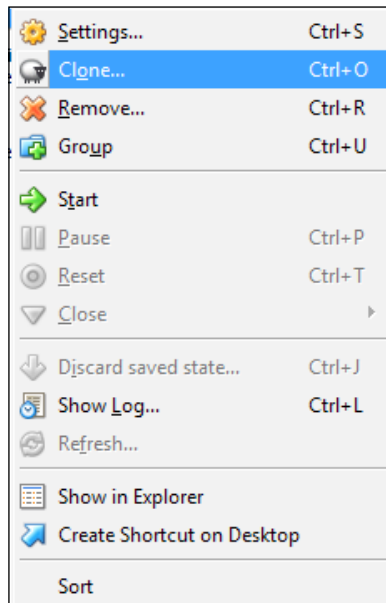 Settings... Ctrl+S
Clone... Ctrl+O
Remove... Ctrl+R
Group Ctrl+U
Start
Pause Ctrl+P
Reset Ctrl+T
Close
Discard saved state... Ctrl+J
Show Log... Ctrl+L
Refresh...
Show in Explorer
Create Shortcut on Desktop
Sort